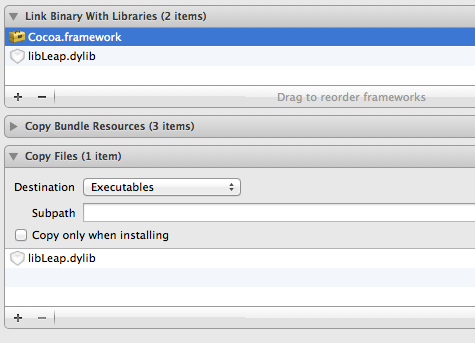 Link Binary With Libraries (2 items)
Cocoa.framework
libLeap.dylib
+ − Drag to reorder frameworks
Copy Bundle Resources (3 items)
Copy Files (1 item)
Destination Executables
Subpath
Copy only when installing
libLeap.dylib
+ −